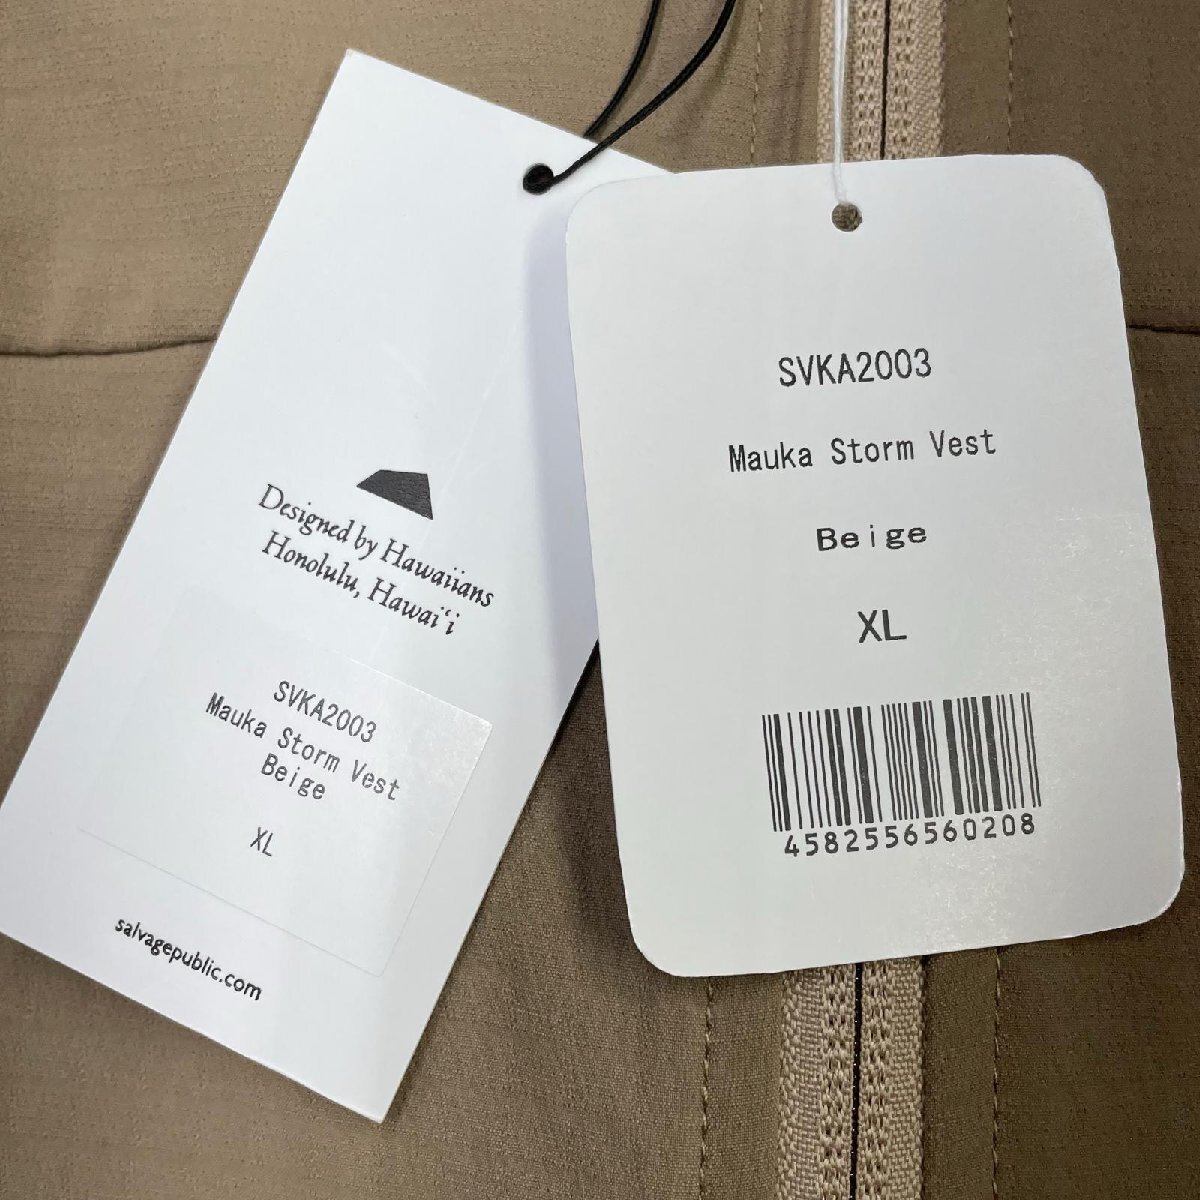 Designed by Hawaiians
Honolulu, Hawaiʻi
SVKA2003
Mauka Storm Vest
Beige
XL
salvagepublic.com
SVKA2003
Mauka Storm Vest
Beige
XL
4582556560208